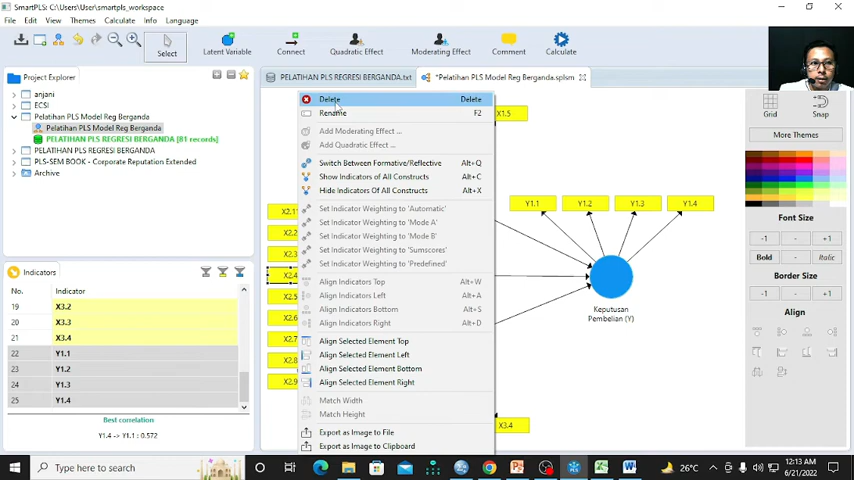 SmartPLS: C:\Users\User\smartpls_workspace
File Edit View Themes Calculate Info Language
Select
Latent Variable
Connect
Quadratic Effect
Moderating Effect
Comment
Calculate
Project Explorer
anjani
ECSI
Pelatihan PLS Model Reg Berganda
Pelatihan PLS Model Reg Berganda
PELATIHAN PLS REGRESI BERGANDA [81 records]
PELATIHAN PLS REGRESI BERGANDA
PLS-SEM BOOK - Corporate Reputation Extended
Archive
Indicators
No. Indicator
19 X3.2
20 X3.3
21 X3.4
22 Y1.1
23 Y1.2
24 Y1.3
25 Y1.4
Best correlation
Y1.4 -> Y1.1 : 0.572
PELATIHAN PLS REGRESI BERGANDA.txt
*Pelatihan PLS Model Reg Berganda.splsm
Delete Delete
Rename F2
Add Moderating Effect ...
Add Quadratic Effect ...
Switch Between Formative/Reflective Alt+Q
Show Indicators of All Constructs Alt+C
Hide Indicators Of All Constructs Alt+X
Set Indicator Weighting to 'Automatic'
Set Indicator Weighting to 'Mode A'
Set Indicator Weighting to 'Mode B'
Set Indicator Weighting to 'Sumscores'
Set Indicator Weighting to 'Predefined'
Align Indicators Top Alt+W
Align Indicators Left Alt+A
Align Indicators Bottom Alt+S
Align Indicators Right Alt+D
Align Selected Element Top
Align Selected Element Left
Align Selected Element Bottom
Align Selected Element Right
Match Width
Match Height
Export as Image to File
Export as Image to Clipboard
X2.4
X1.5
Y1.1 Y1.2 Y1.3 Y1.4
Keputusan
Pembelian (Y)
X3.4
Grid Snap
More Themes
Font Size
-1 - +1
Bold - Italic
Border Size
-1 - +1
Align
Type here to search
26°C
12:13 AM
6/21/2022